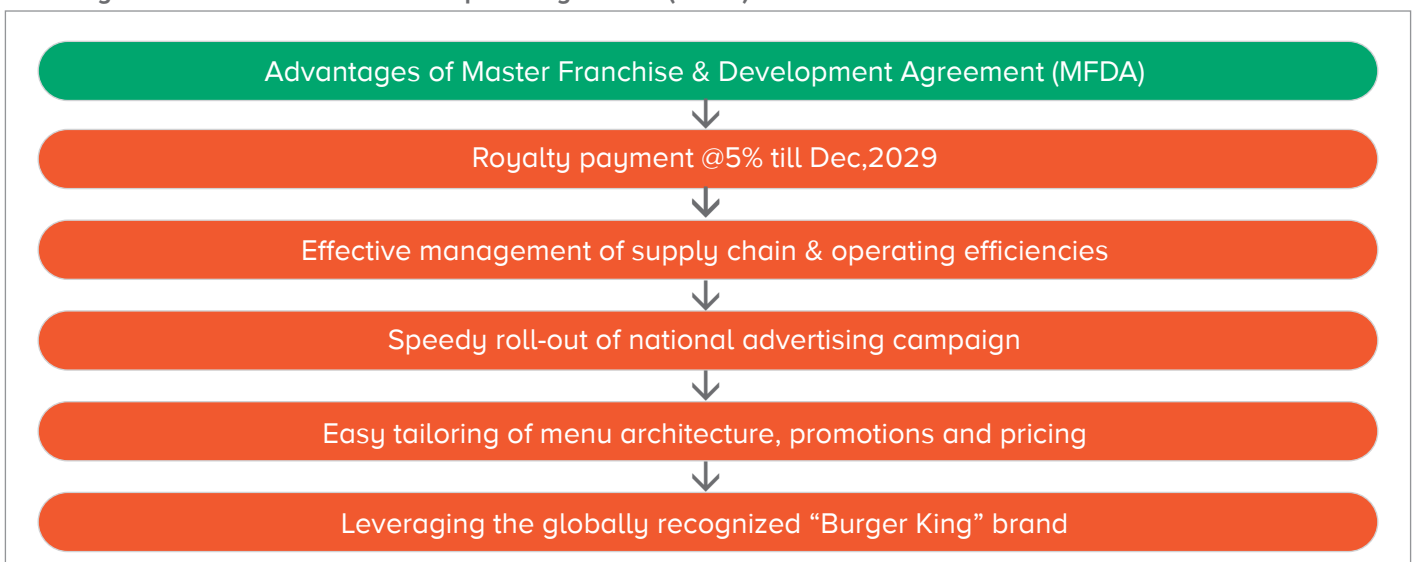 Advantages of Master Franchise & Development Agreement (MFDA)
Royalty payment @5% till Dec,2029
Effective management of supply chain & operating efficiencies
Speedy roll-out of national advertising campaign
Easy tailoring of menu architecture, promotions and pricing
Leveraging the globally recognized “Burger King” brand